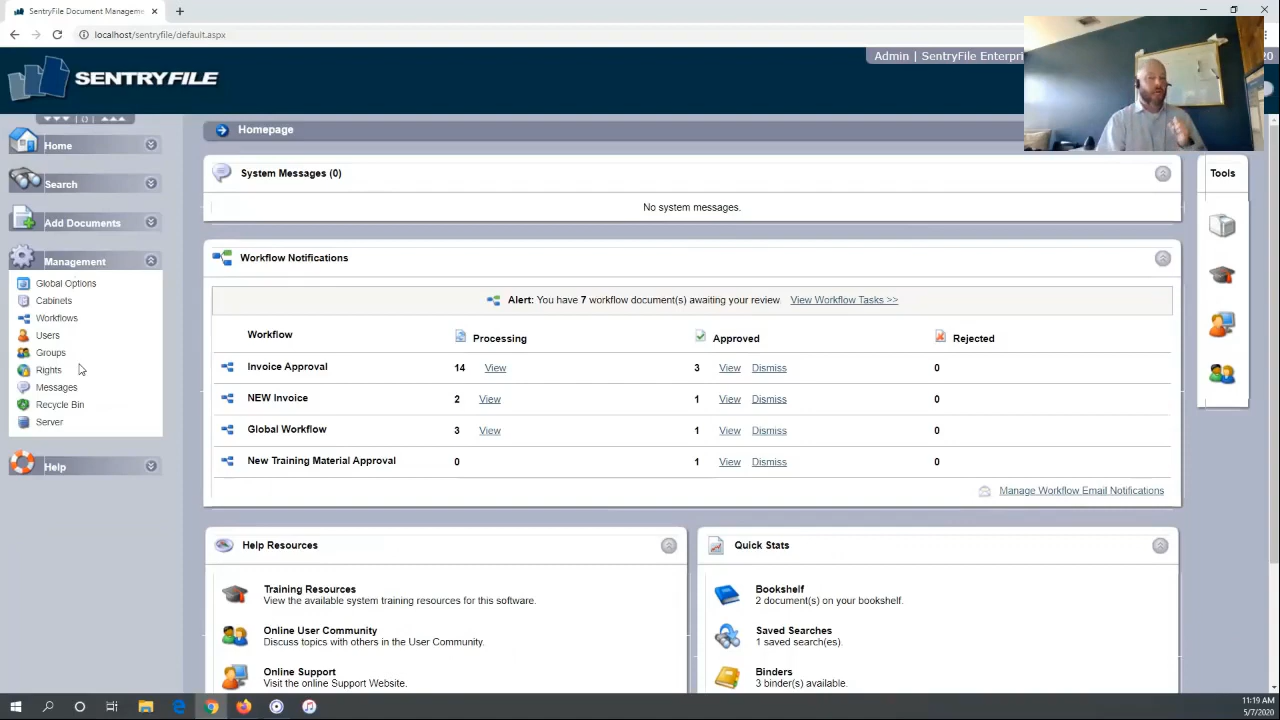 SentryFile Document Management
localhost/sentryfile/default.aspx
SENTRYFILE
Admin | SentryFile Enterpri
20
Home
Search
Add Documents
Management
Global Options
Cabinets
Workflows
Users
Groups
Rights
Messages
Recycle Bin
Server
Help
Homepage
System Messages (0)
No system messages.
Workflow Notifications
Alert: You have 7 workflow document(s) awaiting your review. View Workflow Tasks >>
Workflow Processing Approved Rejected
Invoice Approval 14 View 3 View Dismiss 0
NEW Invoice 2 View 1 View Dismiss 0
Global Workflow 3 View 1 View Dismiss 0
New Training Material Approval 0 1 View Dismiss 0
Manage Workflow Email Notifications
Help Resources
Training Resources
View the available system training resources for this software.
Online User Community
Discuss topics with others in the User Community.
Online Support
Visit the online Support Website.
Quick Stats
Bookshelf
2 document(s) on your bookshelf.
Saved Searches
1 saved search(es).
Binders
3 binder(s) available.
Tools
11:19 AM
5/7/2020